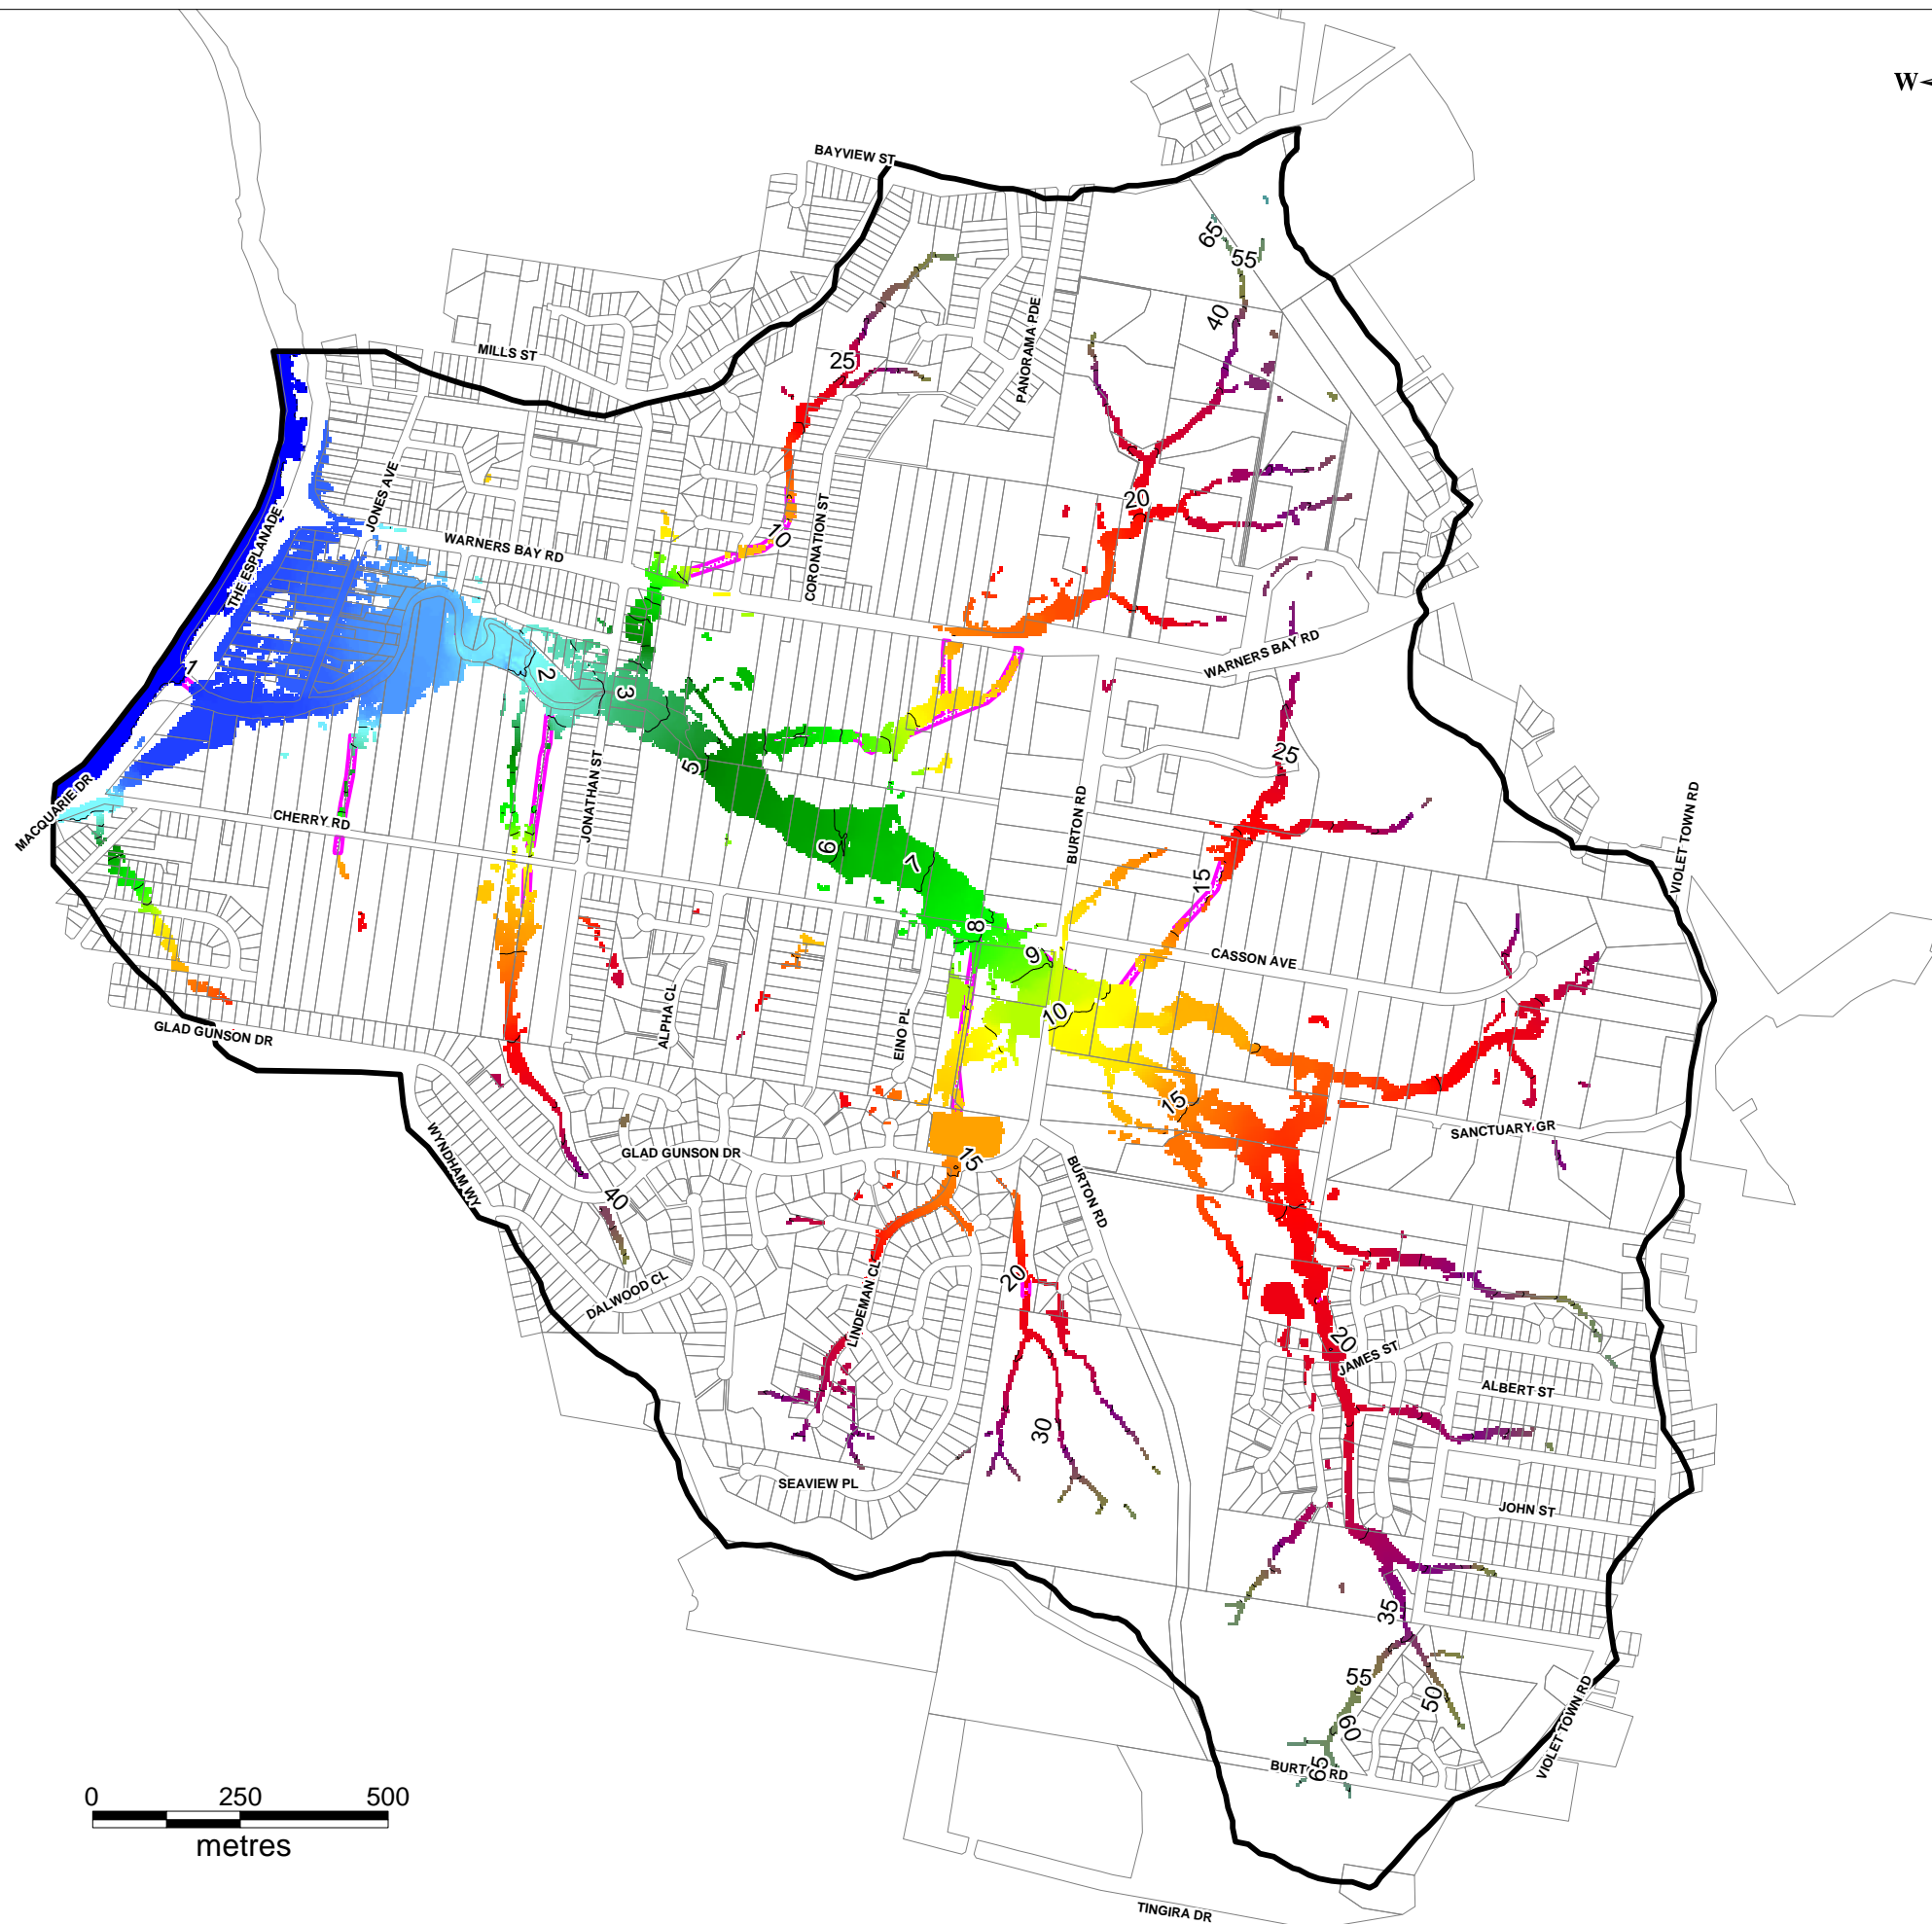 W
BAYVIEW ST
65
55
MILLS ST
PANORAMA PDE
40
25
JONES AVE
20
THE ESPLANADE
WARNERS BAY RD
10
CORONATION ST
WARNERS BAY RD
1
2
3
25
5
MACQUARIE DR
CHERRY RD
JONATHAN ST
6
7
BURTON RD
VIOLET TOWN RD
15
8
9
CASSON AVE
10
GLAD GUNSON DR
ALPHA CL
EINO PL
15
SANCTUARY GR
WYNDHAM WY
GLAD GUNSON DR
15
BURTON RD
40
DALWOOD CL
LINDEMAN CL
20
20
JAMES ST
ALBERT ST
30
SEAVIEW PL
JOHN ST
35
55
50
60
65
BURTON RD
VIOLET TOWN RD
0 250 500
metres
TINGIRA DR